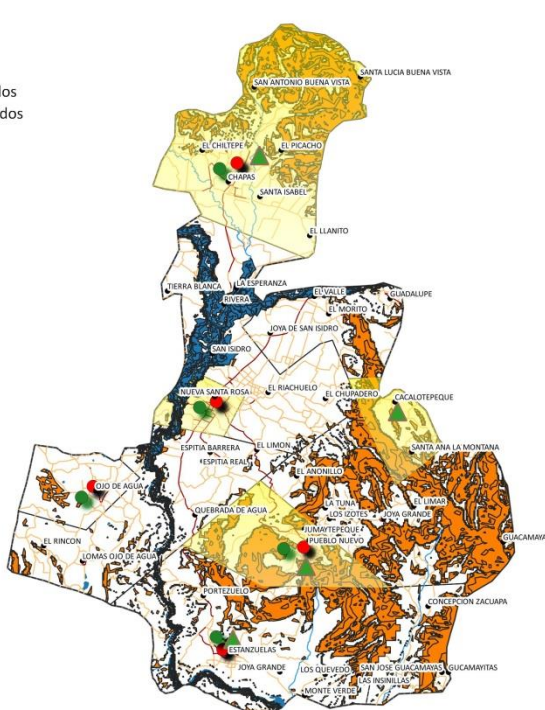 SANTA LUCIA BUENA VISTA
SAN ANTONIO BUENA VISTA
EL CHILTEPE
EL PICACHO
CHAPAS
SANTA ISABEL
EL LLANITO
TIERRA BLANCA
LA ESPERANZA
RIVERA
EL VALLE
GUADALUPE
EL MORITO
JOYA DE SAN ISIDRO
SAN ISIDRO
NUEVA SANTA ROSA
EL RIACHUELO
EL CHUPADERO
CACALOTEPEQUE
ESPITIA BARRERA
EL LIMON
SANTA ANA LA MONTANA
ESPITIA REAL
EL ANONILLO
OJO DE AGUA
QUEBRADA DE AGUA
LA TUNA
EL LIMAR
LOS IZOTES
JOYA GRANDE
JUMAYTEPEQUE
EL RINCON
PUEBLO NUEVO
GUACAMAYA
LOMAS OJO DE AGUA
PORTEZUELO
CONCEPCION ZACUAPA
ESTANZUELAS
JOYA GRANDE
LOS QUEVEDO
SAN JOSE GUACAMAYAS
GUCAMAYITAS
LAS INSINILLAS
MONTE VERDE